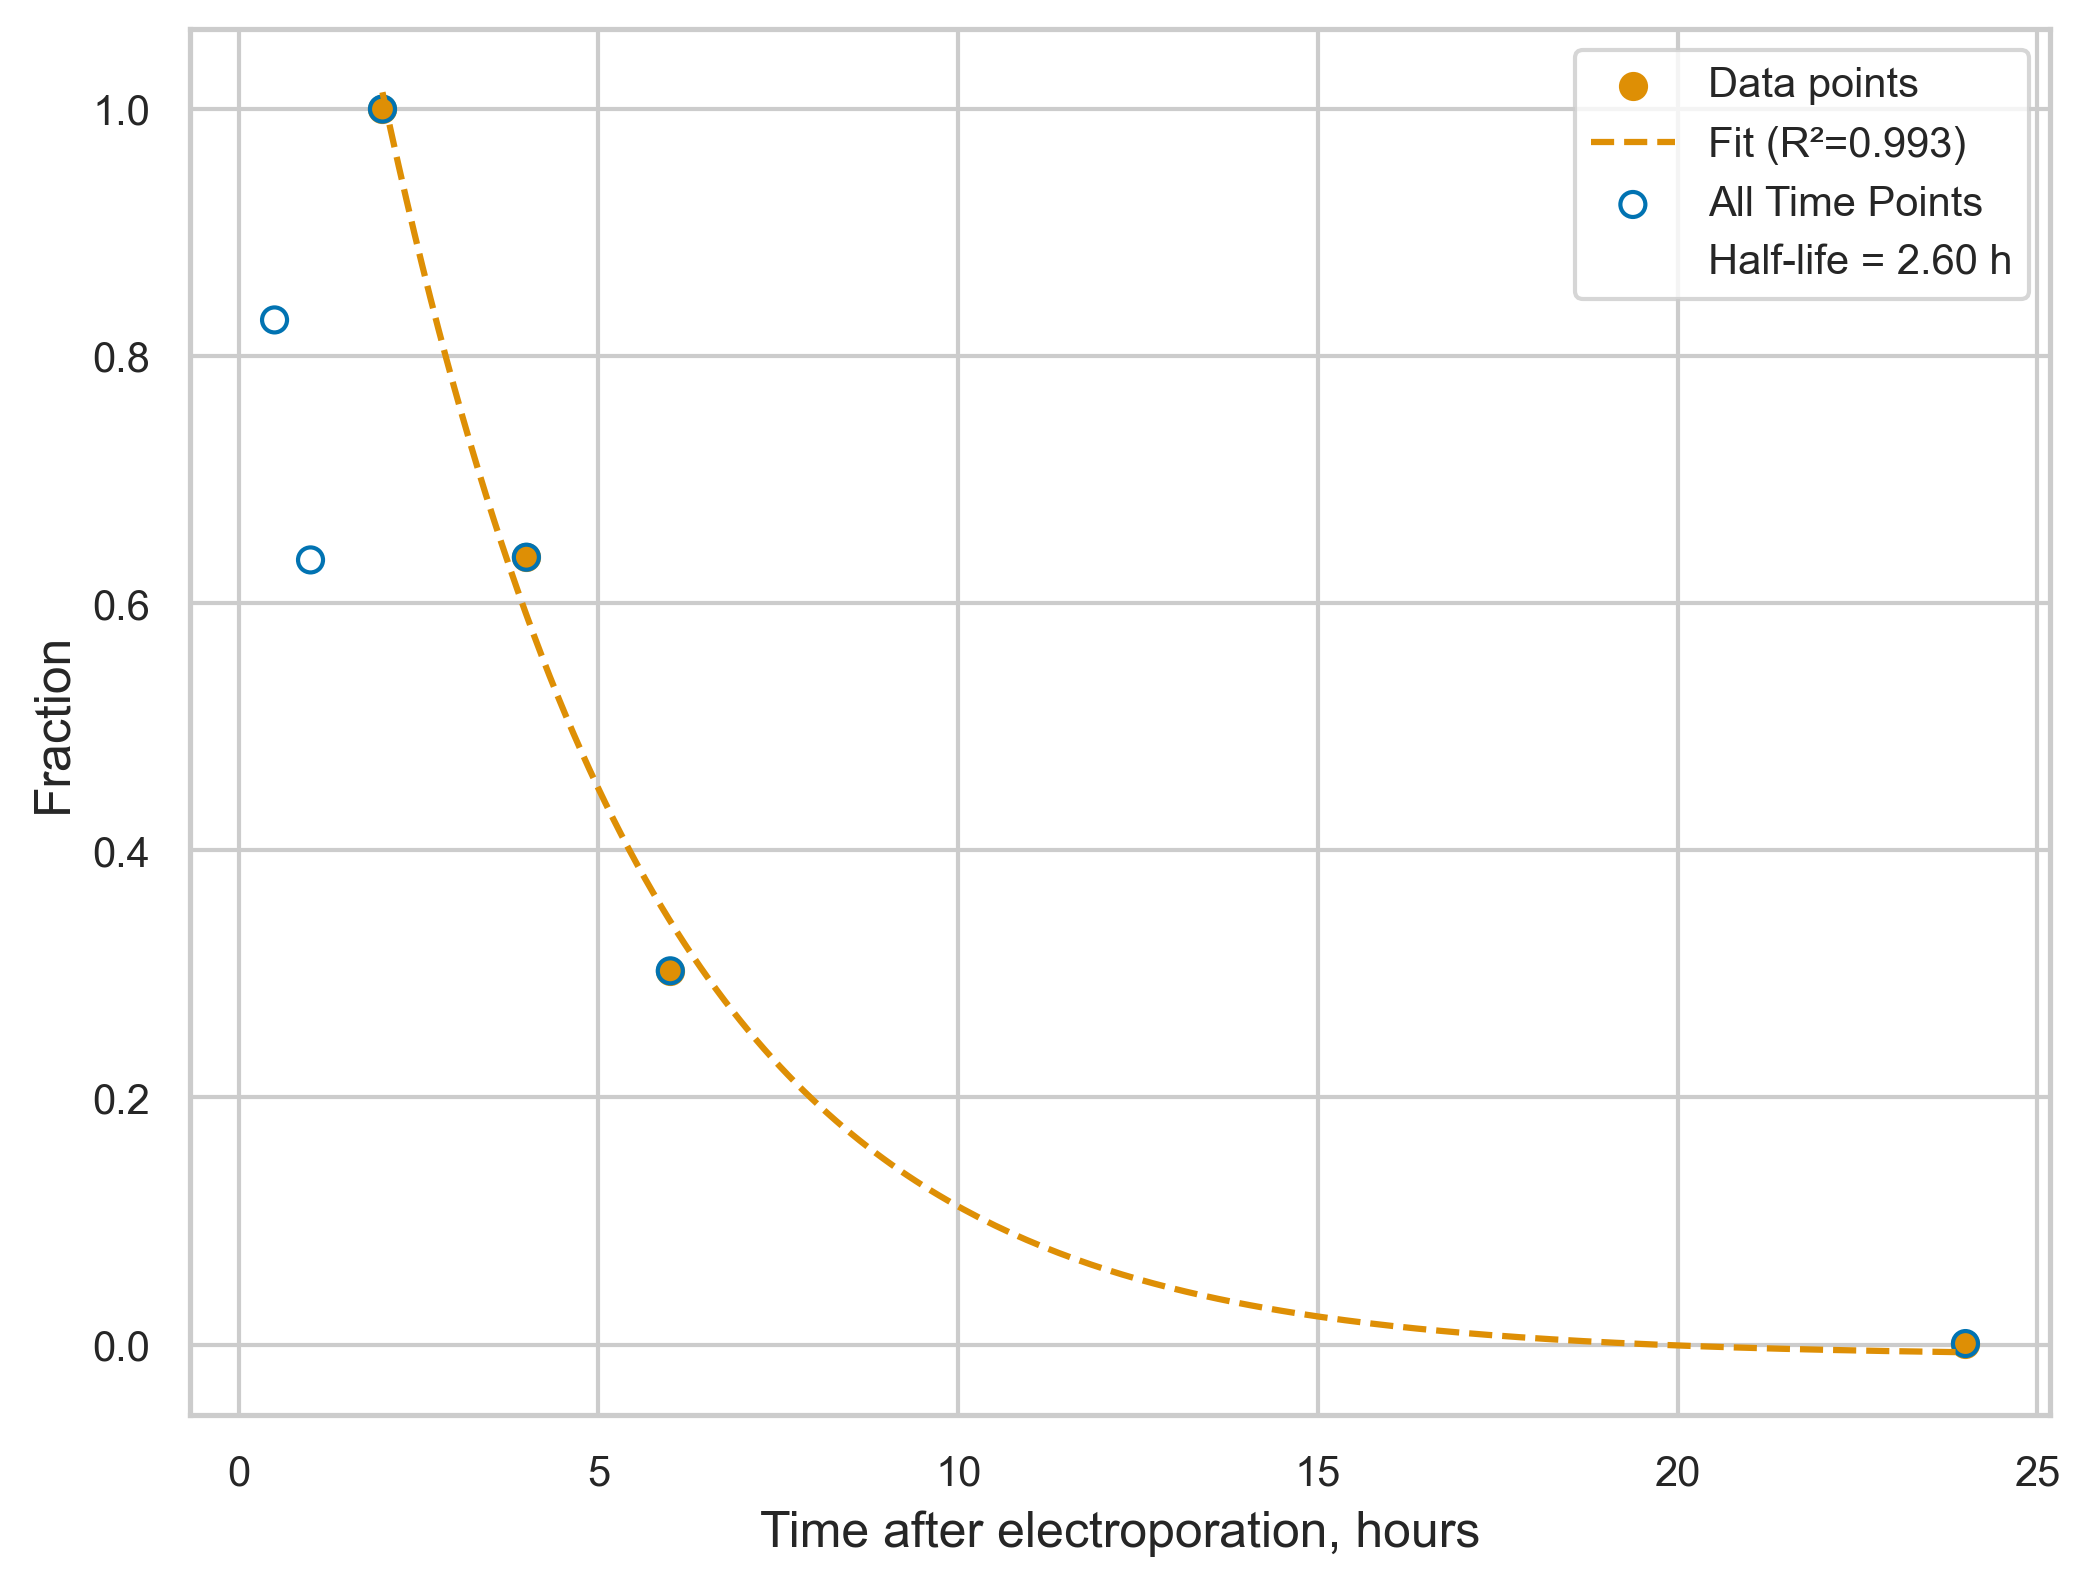 Data points
Fit (R²=0.993)
All Time Points
Half-life = 2.60 h
1.0
0.8
0.6
0.4
0.2
0.0
Fraction
0 5 10 15 20 25
Time after electroporation, hours